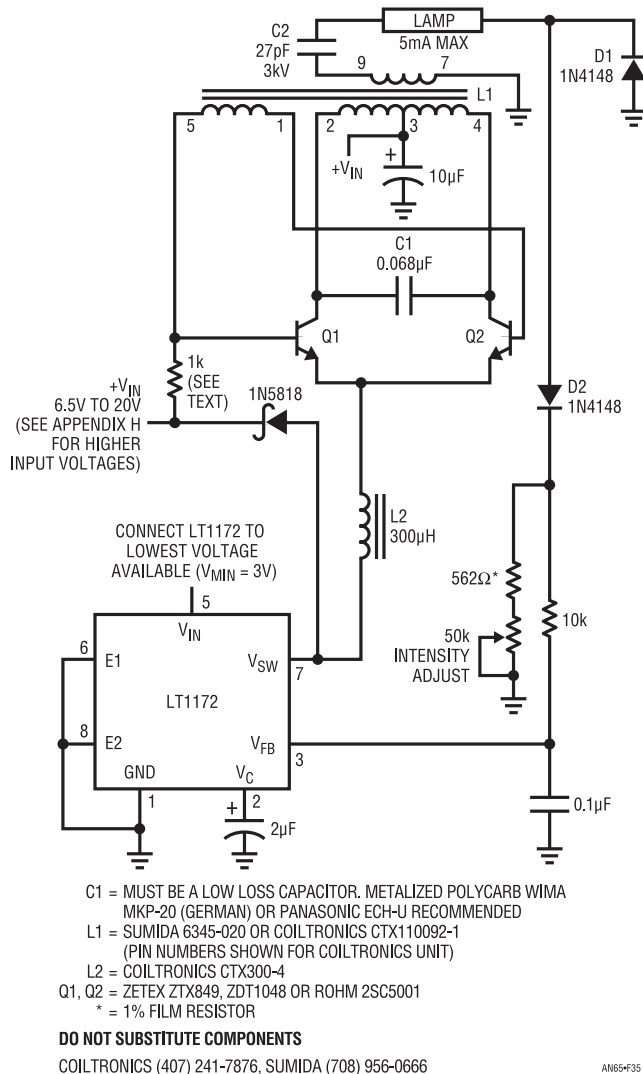 C2
27pF
3kV
LAMP
5mA MAX
D1
1N4148
9
7
L1
5
1
2
3
4
+VIN
+
10µF
C1
0.068µF
Q1
Q2
1k
(SEE
TEXT)
+VIN
6.5V TO 20V
(SEE APPENDIX H
FOR HIGHER
INPUT VOLTAGES)
1N5818
D2
1N4148
L2
300µH
CONNECT LT1172 TO
LOWEST VOLTAGE
AVAILABLE (VMIN = 3V)
562Ω*
50k
INTENSITY
ADJUST
10k
5
VIN
6
E1
VSW
7
LT1172
8
E2
VFB
3
GND
VC
1
2
+
2µF
0.1µF
C1 = MUST BE A LOW LOSS CAPACITOR. METALIZED POLYCARB WIMA
MKP-20 (GERMAN) OR PANASONIC ECH-U RECOMMENDED
L1 = SUMIDA 6345-020 OR COILTRONICS CTX110092-1
(PIN NUMBERS SHOWN FOR COILTRONICS UNIT)
L2 = COILTRONICS CTX300-4
Q1, Q2 = ZETEX ZTX849, ZDT1048 OR ROHM 2SC5001
* = 1% FILM RESISTOR
DO NOT SUBSTITUTE COMPONENTS
COILTRONICS (407) 241-7876, SUMIDA (708) 956-0666
AN65•F35